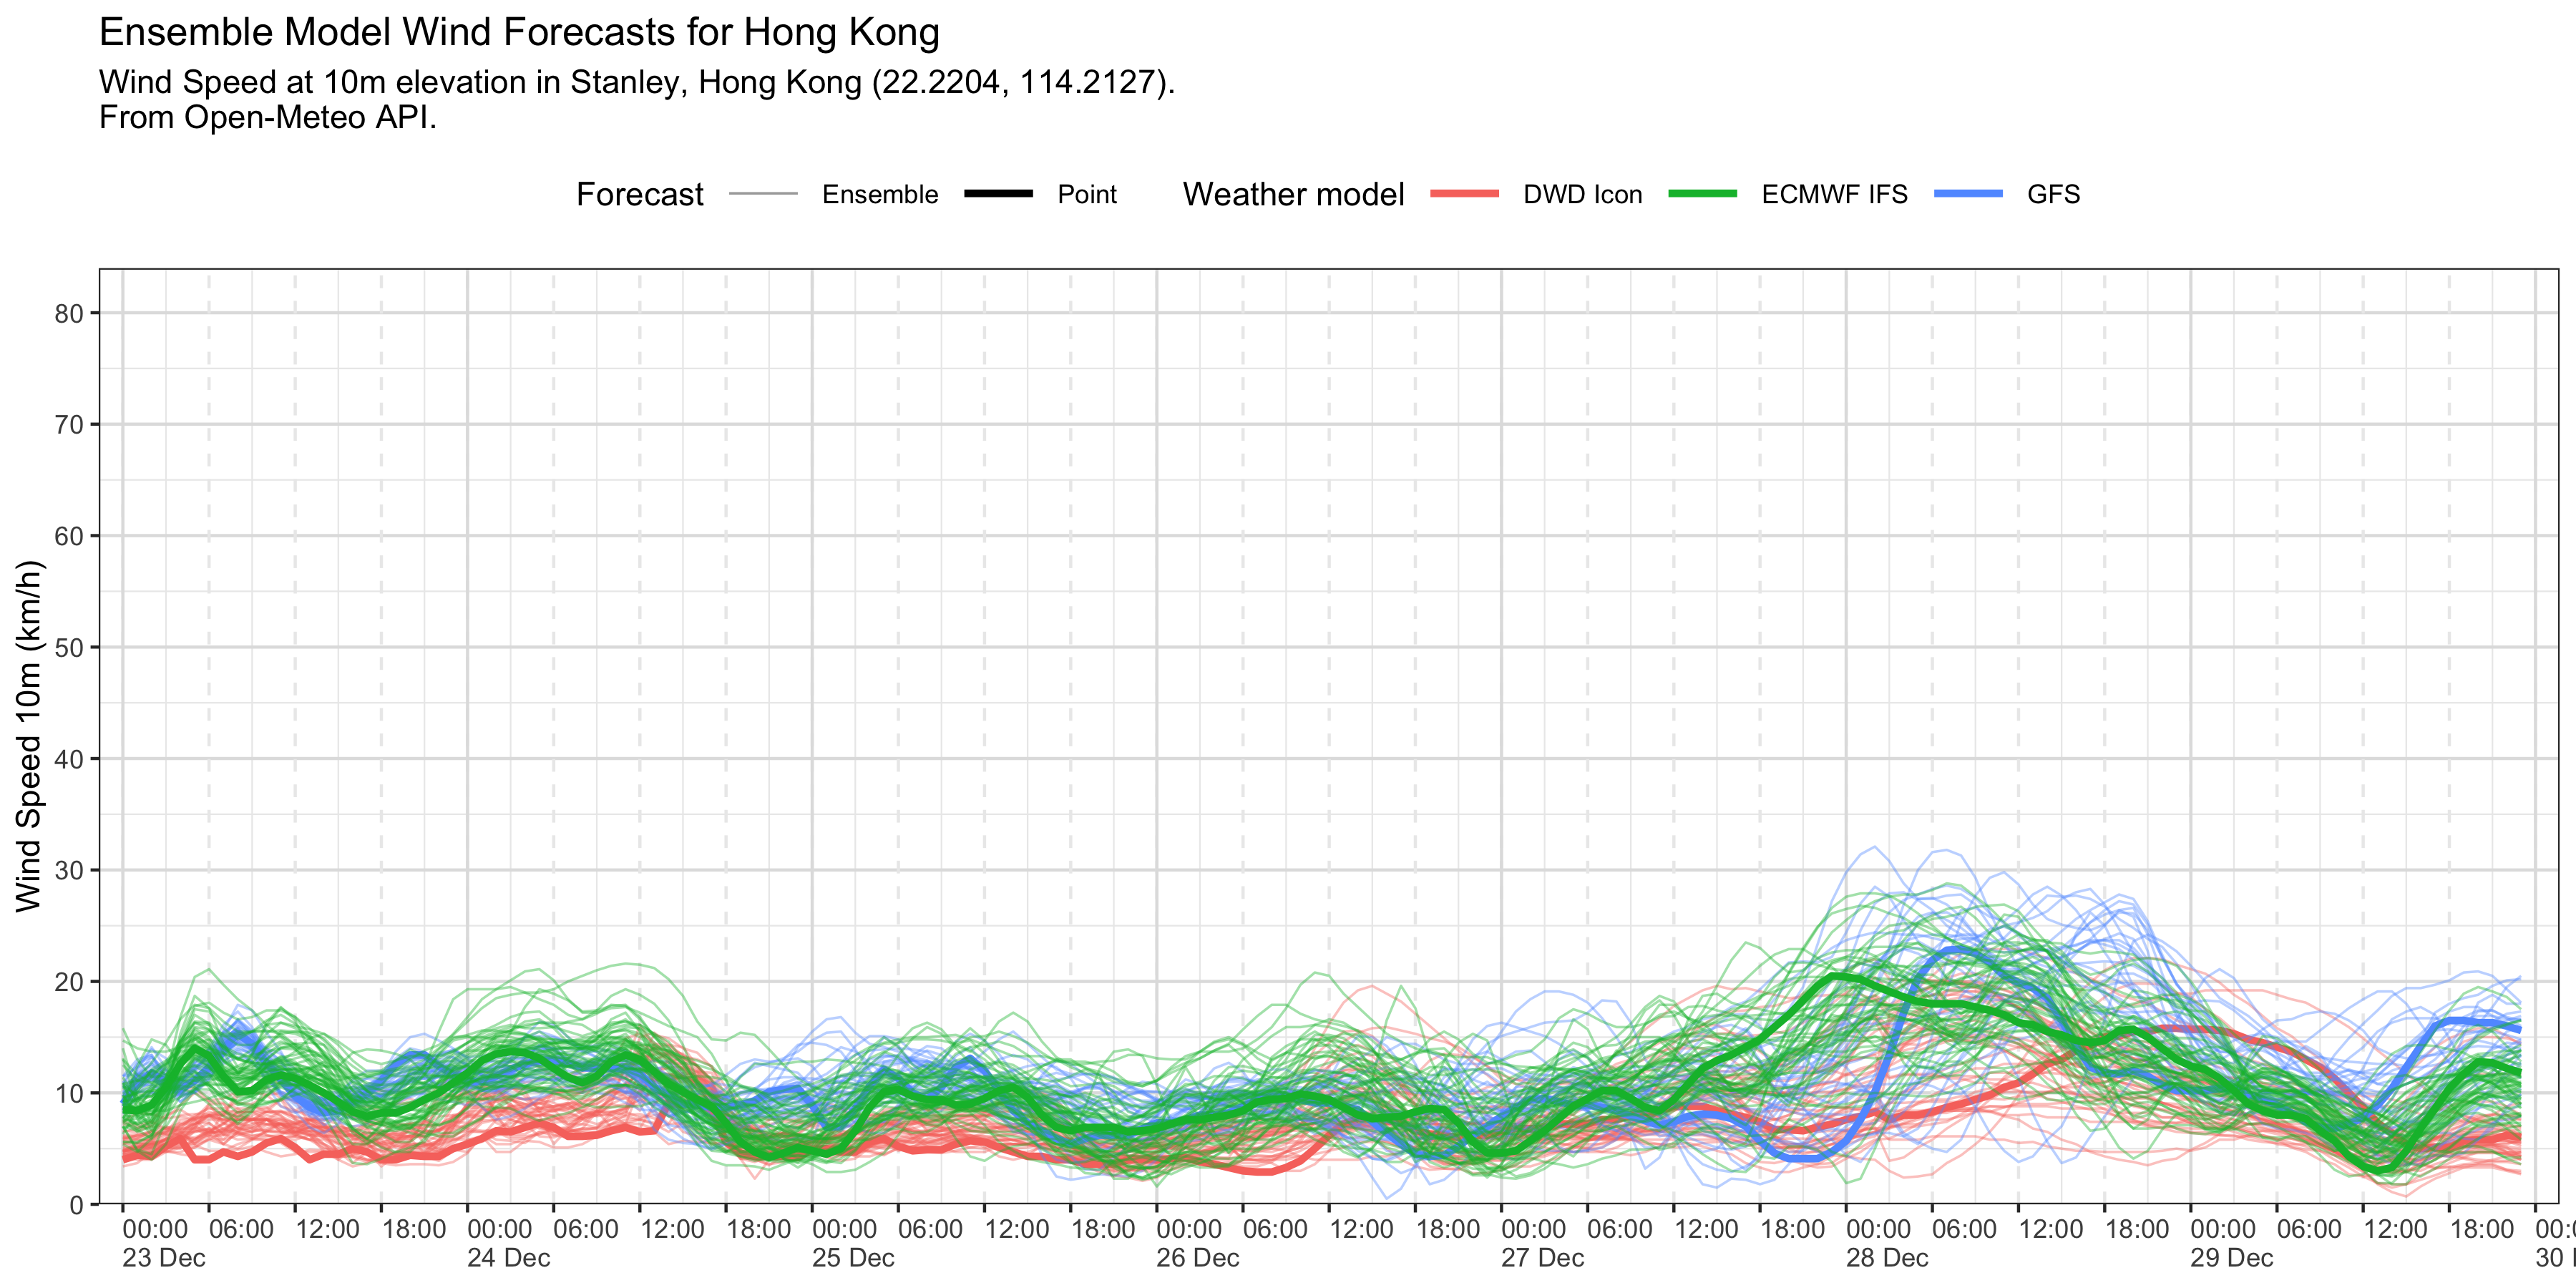 Ensemble Model Wind Forecasts for Hong Kong
Wind Speed at 10m elevation in Stanley, Hong Kong (22.2204, 114.2127).
From Open-Meteo API.
Forecast Ensemble Point Weather model DWD Icon ECMWF IFS GFS
Wind Speed 10m (km/h)
80
70
60
50
40
30
20
10
0
00:00 06:00 12:00 18:00 00:00 06:00 12:00 18:00 00:00 06:00 12:00 18:00 00:00 06:00 12:00 18:00 00:00 06:00 12:00 18:00 00:00 06:00 12:00 18:00 00:00 06:00 12:00 18:00
23 Dec 24 Dec 25 Dec 26 Dec 27 Dec 28 Dec 29 Dec 30